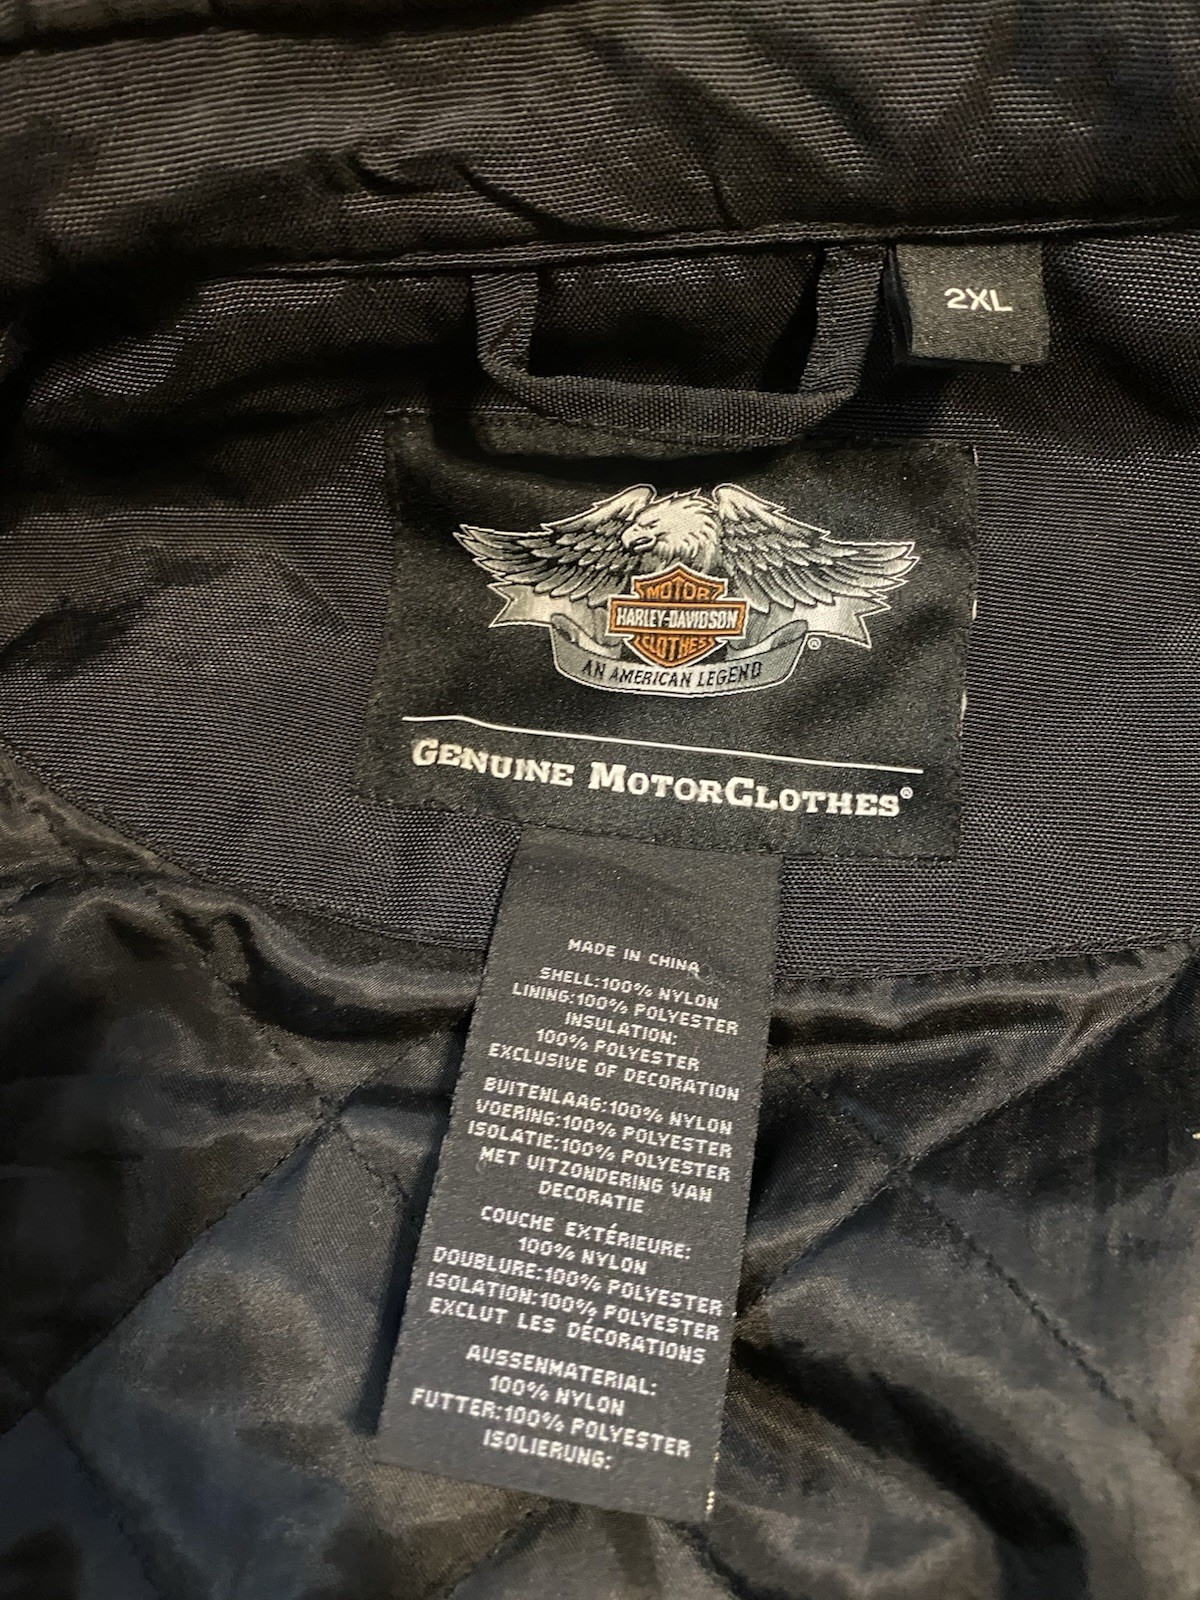 2XL
MOTOR
HARLEY-DAVIDSON
CLOTHES
®
AN AMERICAN LEGEND
GENUINE MOTORCLOTHES®
MADE IN CHINA
SHELL:100% NYLON
LINING:100% POLYESTER
INSULATION:
100% POLYESTER
EXCLUSIVE OF DECORATION
BUITENLAAG:100% NYLON
VOERING:100% POLYESTER
ISOLATIE:100% POLYESTER
MET UITZONDERING VAN
DECORATIE
COUCHE EXTÉRIEURE:
100% NYLON
DOUBLURE:100% POLYESTER
ISOLATION:100% POLYESTER
EXCLUT LES DÉCORATIONS
AUSSENMATERIAL:
100% NYLON
FUTTER:100% POLYESTER
ISOLIERUNG: